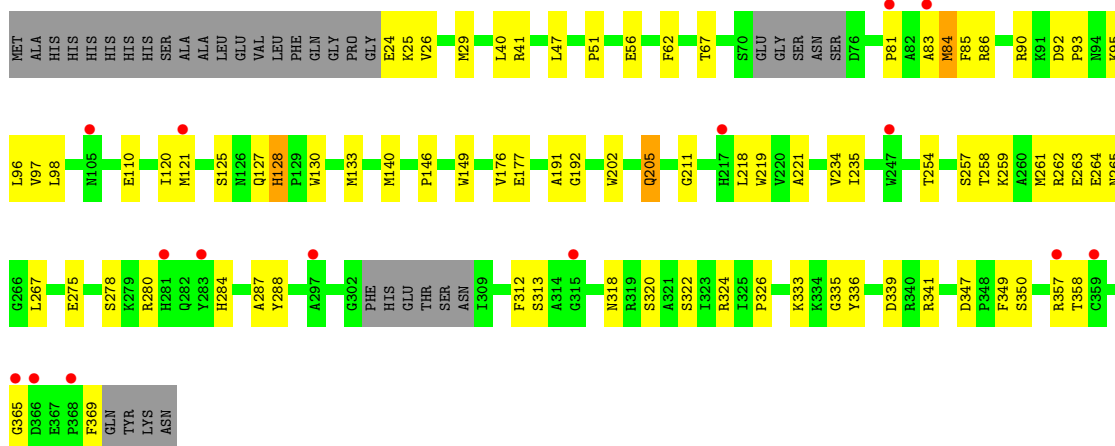 MET ALA HIS HIS HIS HIS HIS HIS SER ALA ALA LEU GLU VAL LEU PHE GLN GLY PRO GLY E24 K25 V26 M29 L40 R41 L47 P51 E56 F62 T67 S70 GLU GLY SER ASN SER D76 P81 A82 A83 M84 F85 R86 R90 K91 D92 P93 N94 K95
L96 V97 L98 N105 E110 I120 M121 S125 N126 Q127 H128 P129 W130 M133 M140 P146 W149 V176 E177 A191 G192 W202 Q205 G211 H217 L218 W219 V220 A221 V234 I235 W247 T254 S257 T258 K259 A260 M261 R262 E263 E264 N265
G266 L267 E275 S278 K279 R280 H281 Q282 Y283 H284 A287 Y288 A297 G302 PHE HIS GLU THR SER ASN I309 F312 S313 A314 G315 N318 R319 S320 A321 S322 I323 R324 I325 P326 K333 K334 G335 Y336 D339 R340 R341 D347 P348 F349 S350 R357 T358 C359
G365 D366 E367 P368 F369 GLN TYR LYS ASN